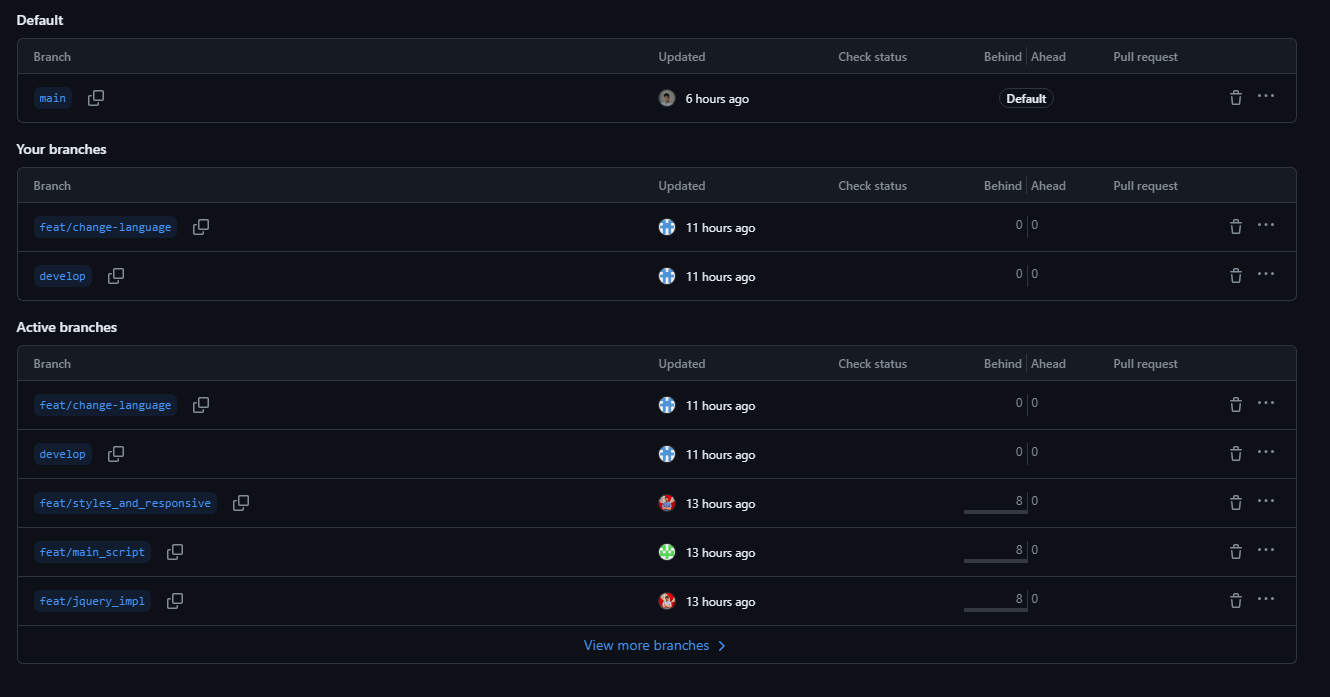 Default
Branch Updated Check status Behind Ahead Pull request
main 6 hours ago Default
Your branches
Branch Updated Check status Behind Ahead Pull request
feat/change-language 11 hours ago 0 0
develop 11 hours ago 0 0
Active branches
Branch Updated Check status Behind Ahead Pull request
feat/change-language 11 hours ago 0 0
develop 11 hours ago 0 0
feat/styles_and_responsive 13 hours ago 8 0
feat/main_script 13 hours ago 8 0
feat/jquery_impl 13 hours ago 8 0
View more branches